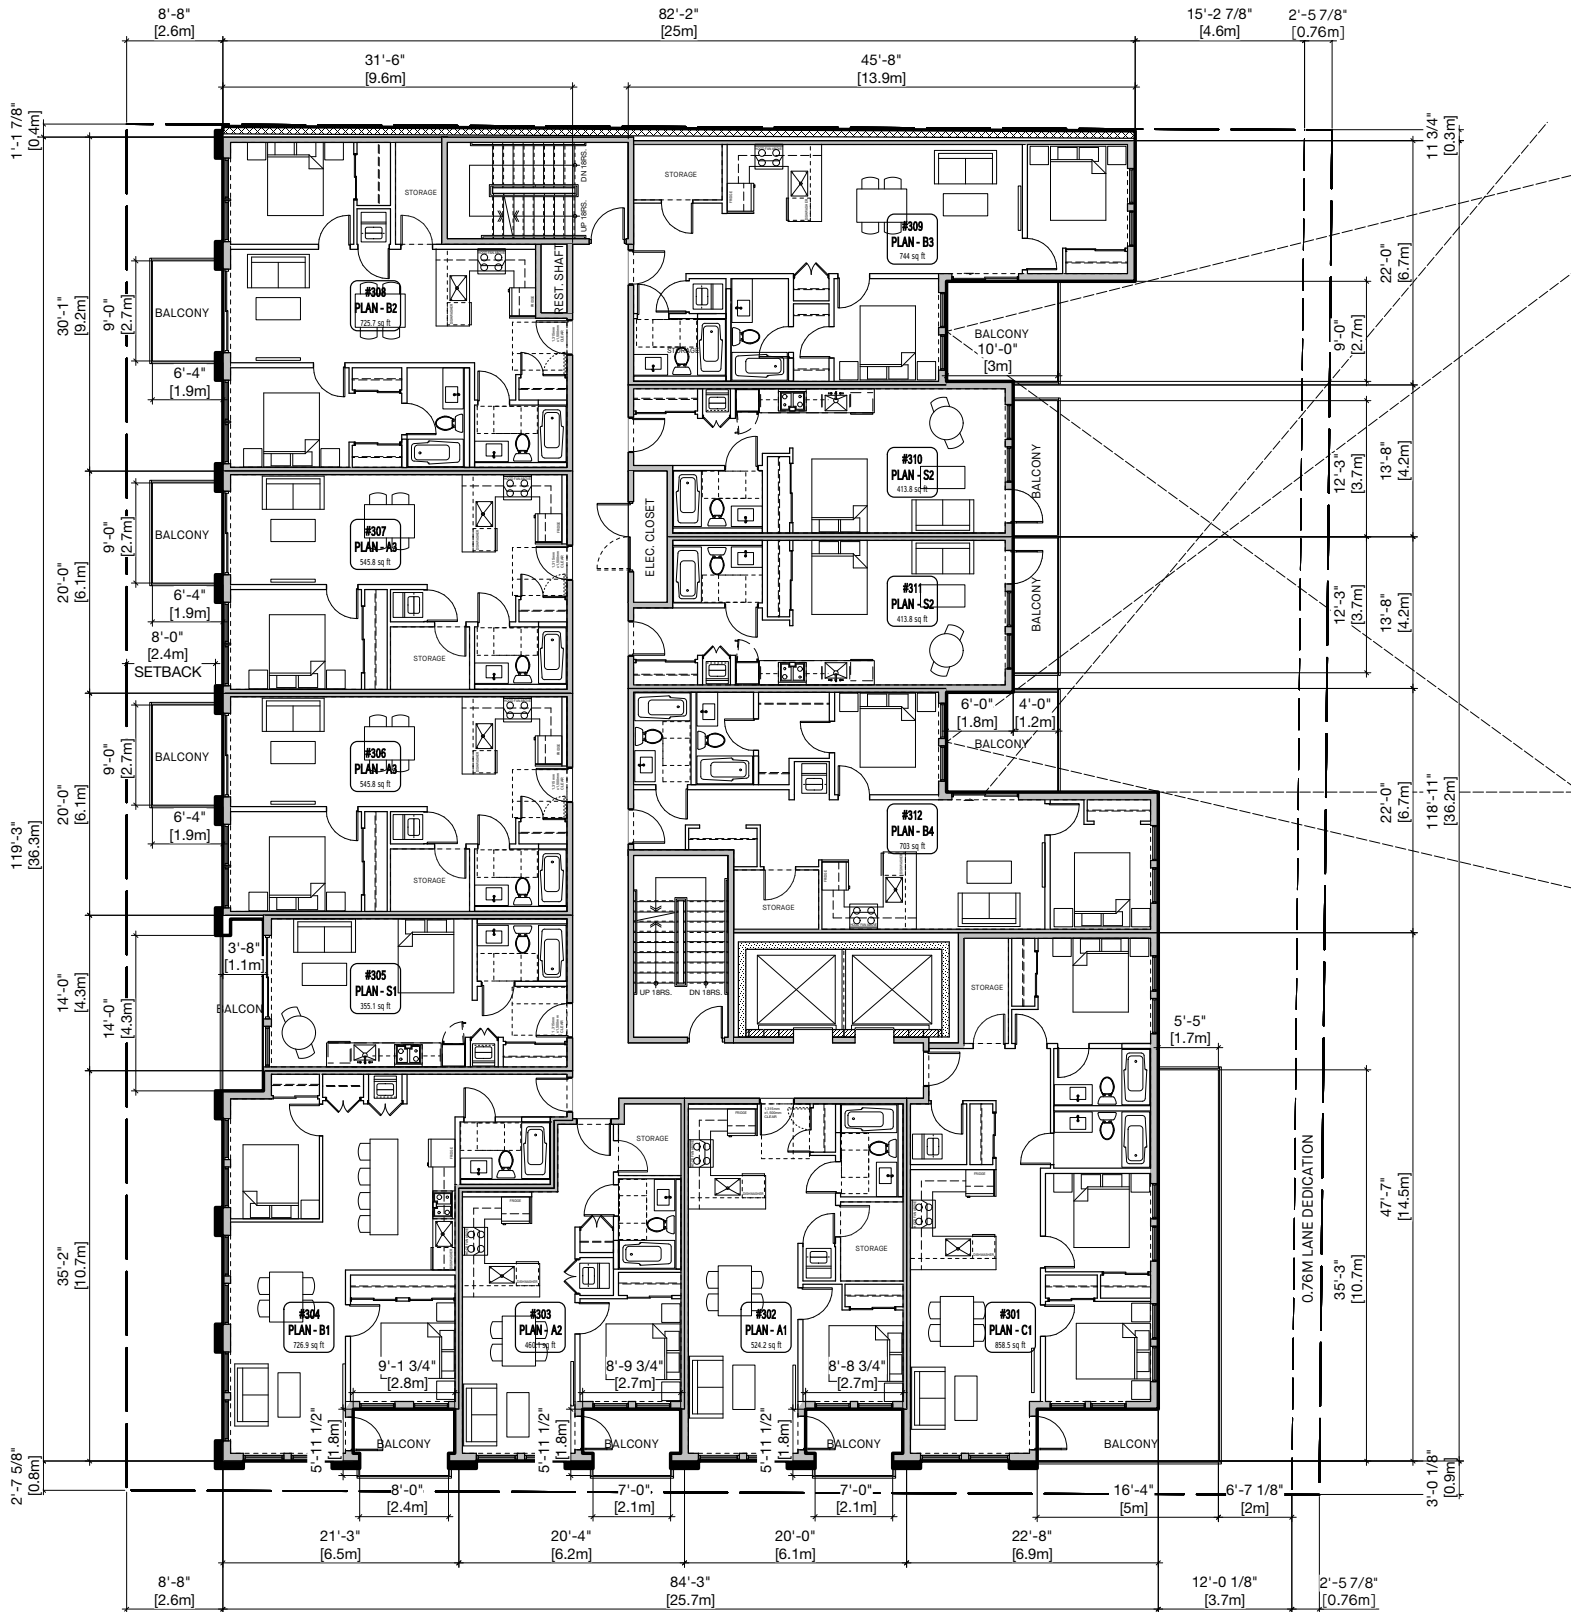 8'-8"
[2.6m]
82'-2"
[25m]
15'-2 7/8"
[4.6m]
2'-5 7/8"
[0.76m]
31'-6"
[9.6m]
45'-8"
[13.9m]
1'-1 7/8"
[0.4m]
11 3/4"
[0.3m]
STORAGE
DN 18RS.
UP 18RS.
REST. SHAFT
STORAGE
#309
PLAN - B3
744 sq ft
22'-0"
[6.7m]
30'-1"
[9.2m]
9'-0"
[2.7m]
BALCONY
#308
PLAN - B2
725.7 sq ft
STORAGE
BALCONY
10'-0"
[3m]
9'-0"
[2.7m]
6'-4"
[1.9m]
#310
PLAN - S2
413.8 sq ft
BALCONY
12'-3"
[3.7m]
13'-8"
[4.2m]
20'-0"
[6.1m]
9'-0"
[2.7m]
BALCONY
#307
PLAN - A3
545.8 sq ft
ELEC. CLOSET
6'-4"
[1.9m]
#311
PLAN - S2
413.8 sq ft
BALCONY
12'-3"
[3.7m]
13'-8"
[4.2m]
8'-0"
[2.4m]
SETBACK
STORAGE
6'-0"
[1.8m]
4'-0"
[1.2m]
BALCONY
20'-0"
[6.1m]
9'-0"
[2.7m]
BALCONY
#306
PLAN - A3
545.8 sq ft
6'-4"
[1.9m]
#312
PLAN - B4
703 sq ft
22'-0"
[6.7m]
118'-11"
[36.2m]
119'-3"
[36.3m]
STORAGE
STORAGE
3'-8"
[1.1m]
BALCON
14'-0"
[4.3m]
14'-0"
[4.3m]
#305
PLAN - S1
355.1 sq ft
UP 18RS.
DN 18RS.
STORAGE
5'-5"
[1.7m]
STORAGE
FRIDGE
FRIDGE
STORAGE
0.76M LANE DEDICATION
35'-3"
[10.7m]
47'-7"
[14.5m]
35'-2"
[10.7m]
#304
PLAN - B1
726.9 sq ft
#303
PLAN - A2
460.1 sq ft
#302
PLAN - A1
524.2 sq ft
#301
PLAN - C1
858.5 sq ft
9'-1 3/4"
[2.8m]
8'-9 3/4"
[2.7m]
8'-8 3/4"
[2.7m]
5'-11 1/2"
[1.8m]
BALCONY
5'-11 1/2"
[1.8m]
BALCONY
5'-11 1/2"
[1.8m]
BALCONY
BALCONY
2'-7 5/8"
[0.8m]
3'-0 1/8"
[0.9m]
8'-0"
[2.4m]
7'-0"
[2.1m]
7'-0"
[2.1m]
16'-4"
[5m]
6'-7 1/8"
[2m]
21'-3"
[6.5m]
20'-4"
[6.2m]
20'-0"
[6.1m]
22'-8"
[6.9m]
8'-8"
[2.6m]
84'-3"
[25.7m]
12'-0 1/8"
[3.7m]
2'-5 7/8"
[0.76m]